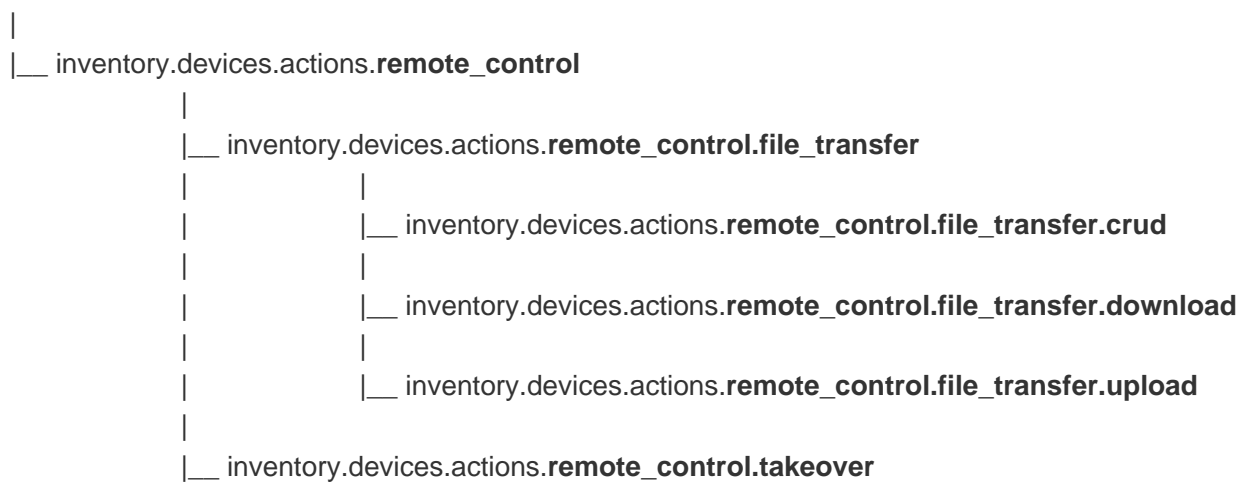 |
|__ inventory.devices.actions.remote_control
|
|__ inventory.devices.actions.remote_control.file_transfer
| |
| |__ inventory.devices.actions.remote_control.file_transfer.crud
| |
| |__ inventory.devices.actions.remote_control.file_transfer.download
| |
| |__ inventory.devices.actions.remote_control.file_transfer.upload
|
|__ inventory.devices.actions.remote_control.takeover